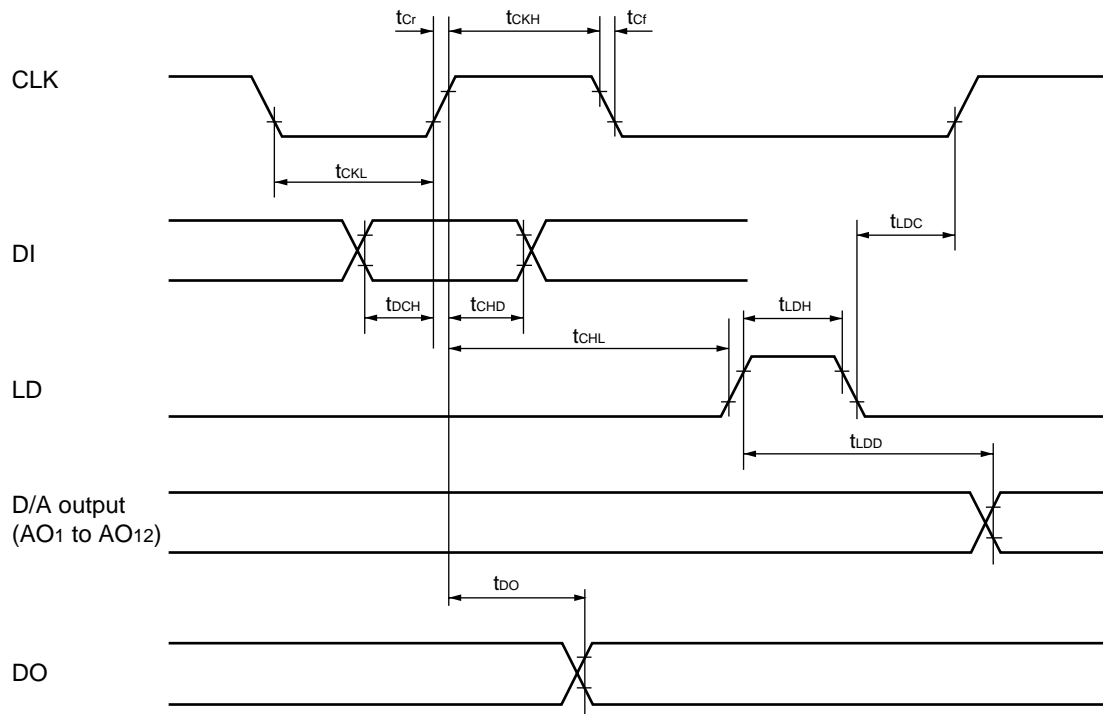 tCr tCKH tCf
CLK
tCKL
tLDC
DI
tDCH tCHD tLDH
tCHL
LD
tLDD
D/A output
(AO1 to AO12)
tDO
DO